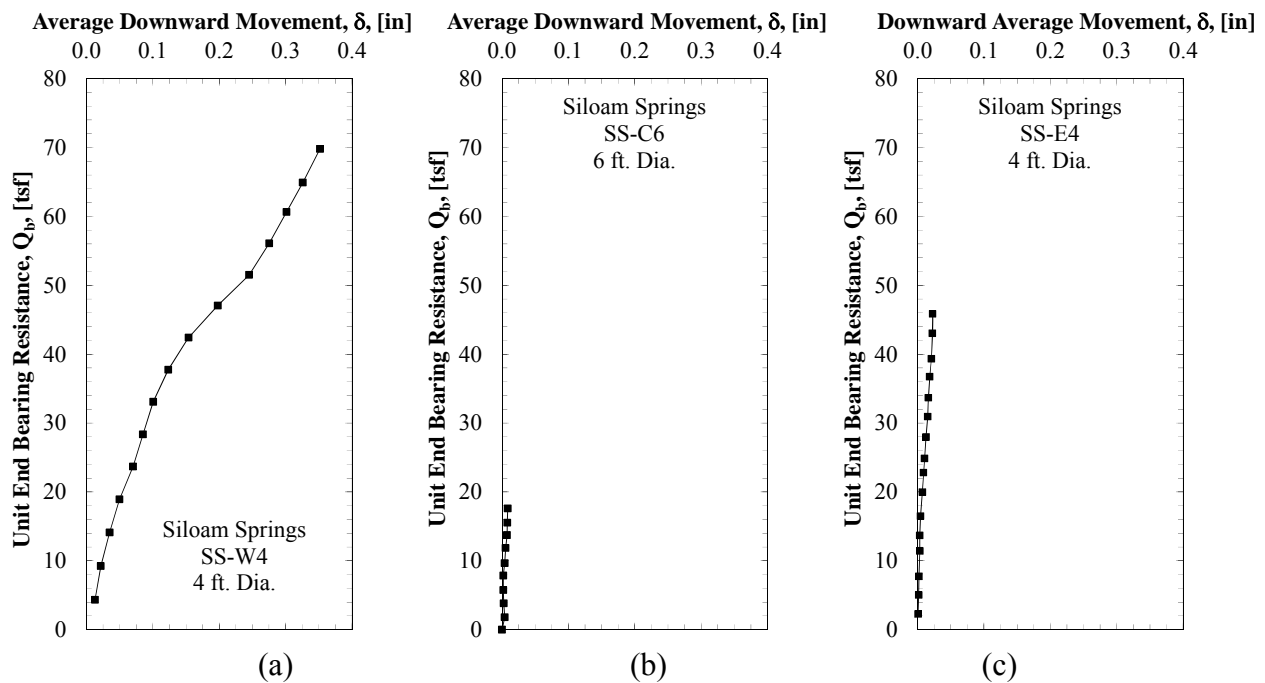 Average Downward Movement, δ, [in]
0.0 0.1 0.2 0.3 0.4
Unit End Bearing Resistance, Qb, [tsf]
80
70
60
50
40
30
20
10
0
Siloam Springs
SS-W4
4 ft. Dia.
(a)
Average Downward Movement, δ, [in]
0.0 0.1 0.2 0.3 0.4
Unit End Bearing Resistance, Qb, [tsf]
80
70
60
50
40
30
20
10
0
Siloam Springs
SS-C6
6 ft. Dia.
(b)
Downward Average Movement, δ, [in]
0.0 0.1 0.2 0.3 0.4
Unit End Bearing Resistance, Qb, [tsf]
80
70
60
50
40
30
20
10
0
Siloam Springs
SS-E4
4 ft. Dia.
(c)